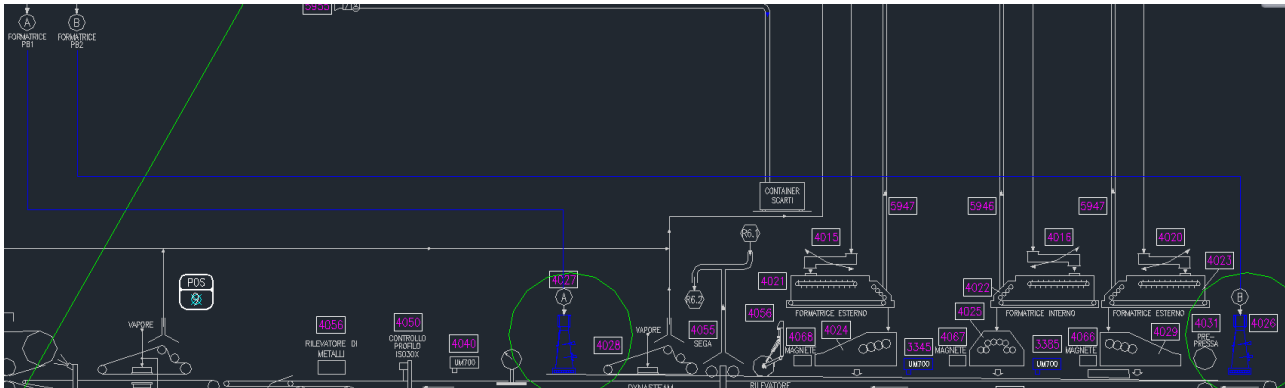 5955
A
B
FORMATRICE
PB1
FORMATRICE
PB2
CONTAINER
SCARTI
5947
5946
5947
R6.1
4015
4016
4020
4027
4021
4022
4023
POS
9
A
R6.2
B
FORMATRICE ESTERNO
FORMATRICE INTERNO
FORMATRICE ESTERNO
VAPORE
4056
RILEVATORE DI
METALLI
4050
CONTROLLO
PROFILO
ISO30X
4040
UM700
4028
VAPORE
4055
SEGA
4056
4068
MAGNETE
4024
3345
UM700
4025
4067
MAGNETE
3385
UM700
4066
MAGNETE
4029
4031
PRE-
PRESSA
4026
DYNASTEAM
RILEVATORE